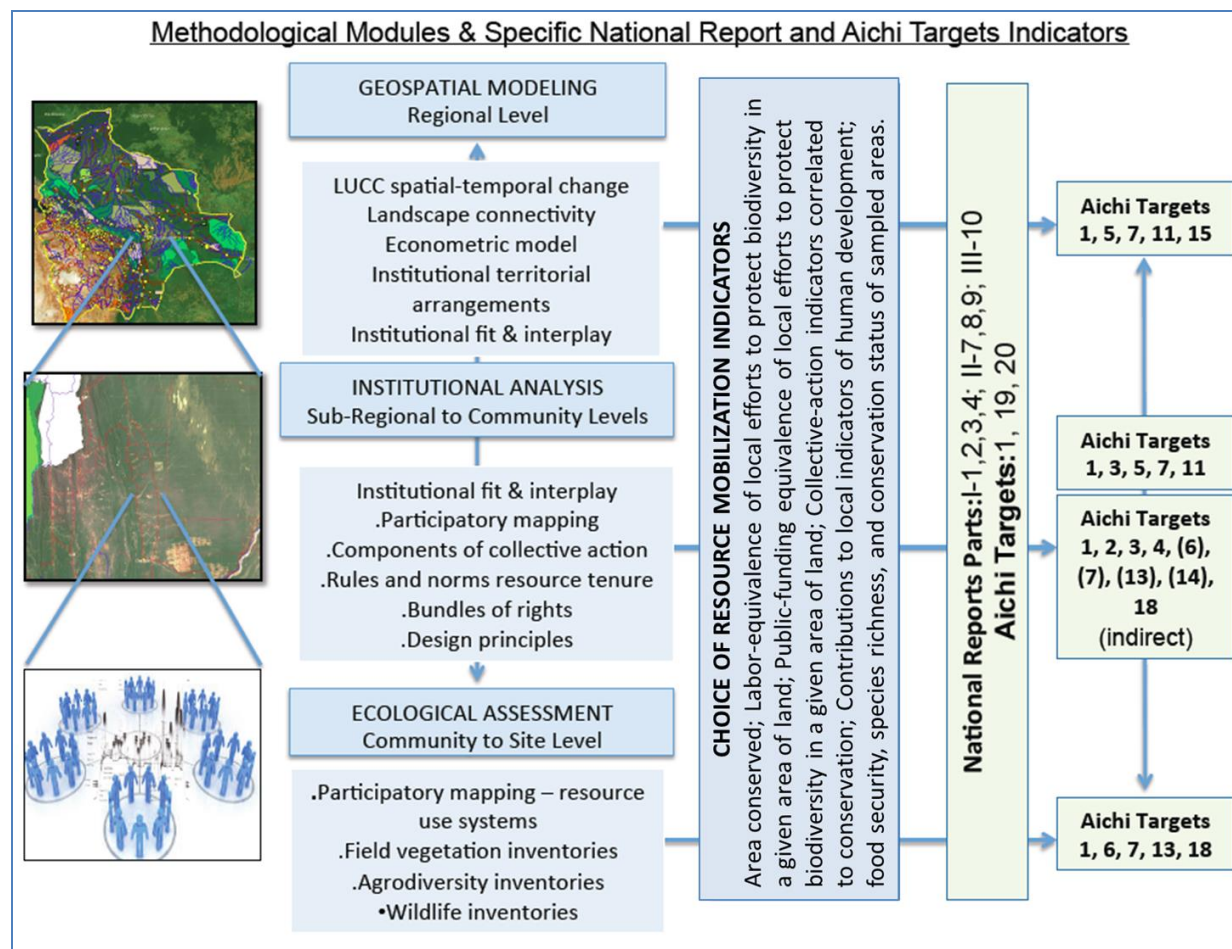 Methodological Modules & Specific National Report and Aichi Targets Indicators
GEOSPATIAL MODELING
Regional Level
LUCC spatial-temporal change
Landscape connectivity
Econometric model
Institutional territorial
arrangements
Institutional fit & interplay
INSTITUTIONAL ANALYSIS
Sub-Regional to Community Levels
Institutional fit & interplay
.Participatory mapping
.Components of collective action
.Rules and norms resource tenure
.Bundles of rights
.Design principles
ECOLOGICAL ASSESSMENT
Community to Site Level
.Participatory mapping – resource
use systems
.Field vegetation inventories
.Agrodiversity inventories
•Wildlife inventories
CHOICE OF RESOURCE MOBILIZATION INDICATORS
Area conserved; Labor-equivalence of local efforts to protect biodiversity in
a given area of land; Public-funding equivalence of local efforts to protect
biodiversity in a given area of land; Collective-action indicators correlated
to conservation; Contributions to local indicators of human development;
food security, species richness, and conservation status of sampled areas.
National Reports Parts:I-1,2,3,4; II-7,8,9; III-10
Aichi Targets:1, 19, 20
Aichi Targets
1, 5, 7, 11, 15
Aichi Targets
1, 3, 5, 7, 11
Aichi Targets
1, 2, 3, 4, (6),
(7), (13), (14),
18
(indirect)
Aichi Targets
1, 6, 7, 13, 18